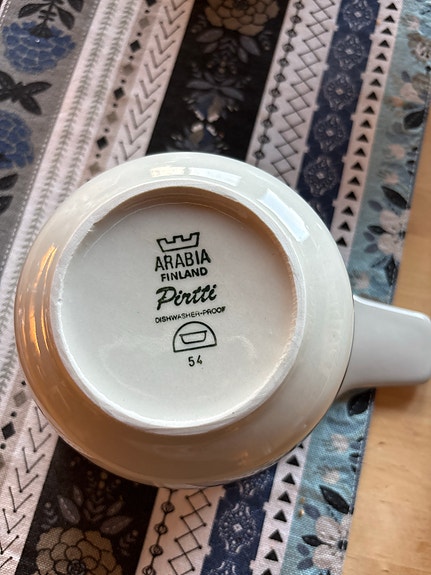 ARABIA
FINLAND
Pirtti
DISHWASHER-PROOF
54